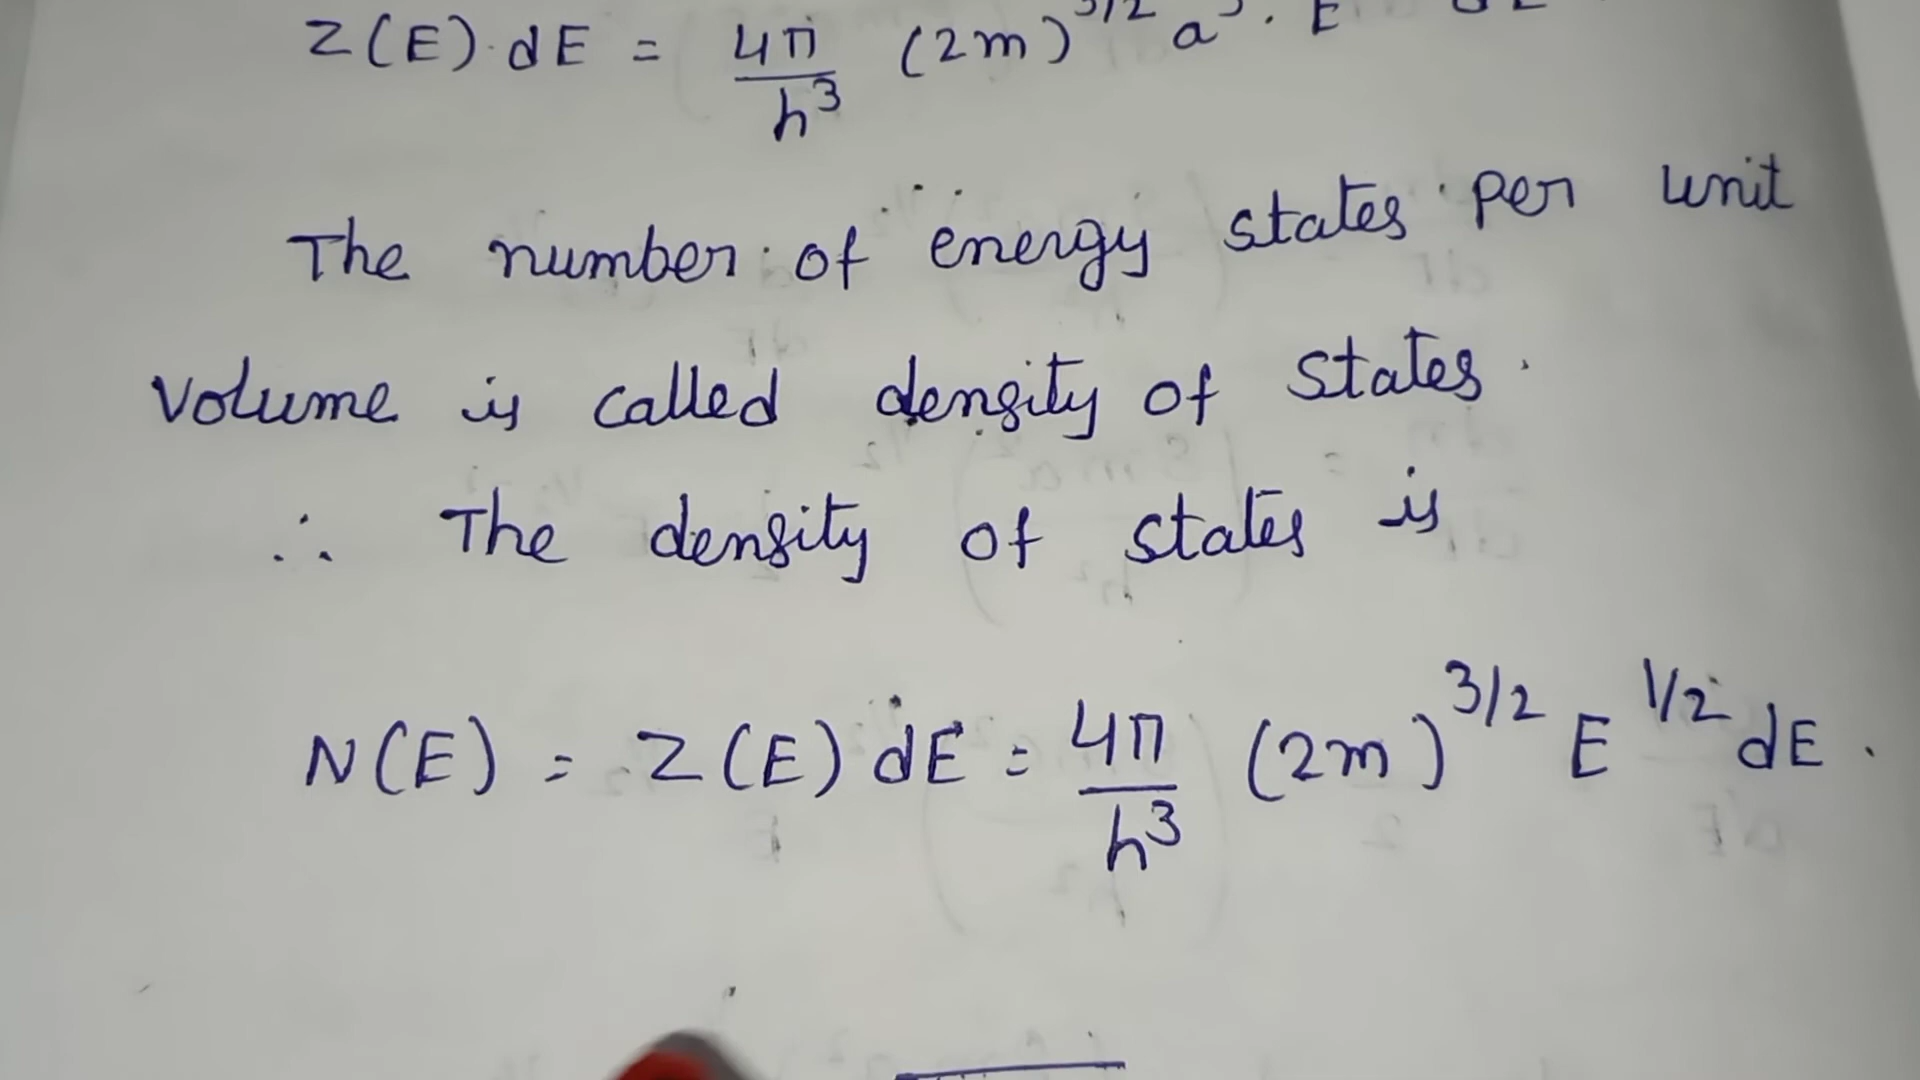 Z(E) dE = 4π/h³ (2m)^3/2 a³ . E
The number of energy states per unit
volume is called density of states.
∴ The density of states is
N(E) = Z(E) dE = 4π/h³ (2m)^3/2 E^1/2 dE.